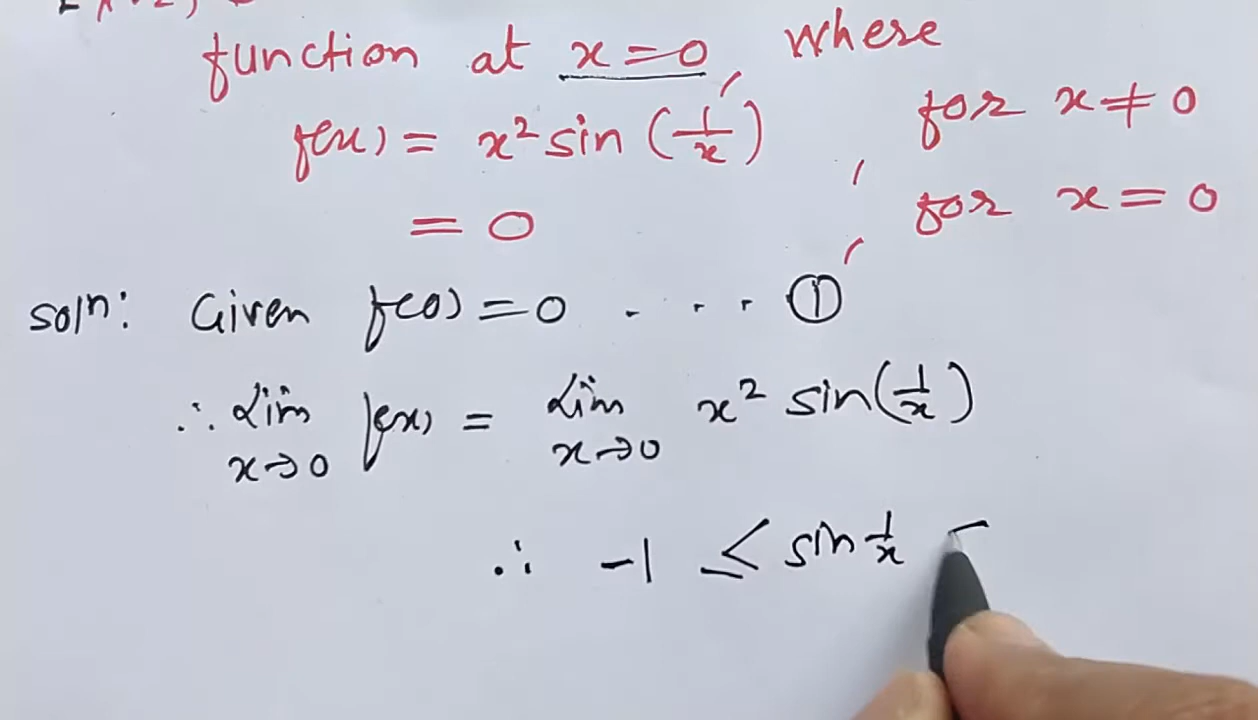 function at x=0, where
f(x) = x² sin (1/x) , for x≠0
= 0 , for x=0
soln: Given f(0)=0 . . . ①
∴ Lim x→0 f(x) = Lim x→0 x² sin(1/x)
∴ -1 ≤ sin 1/x